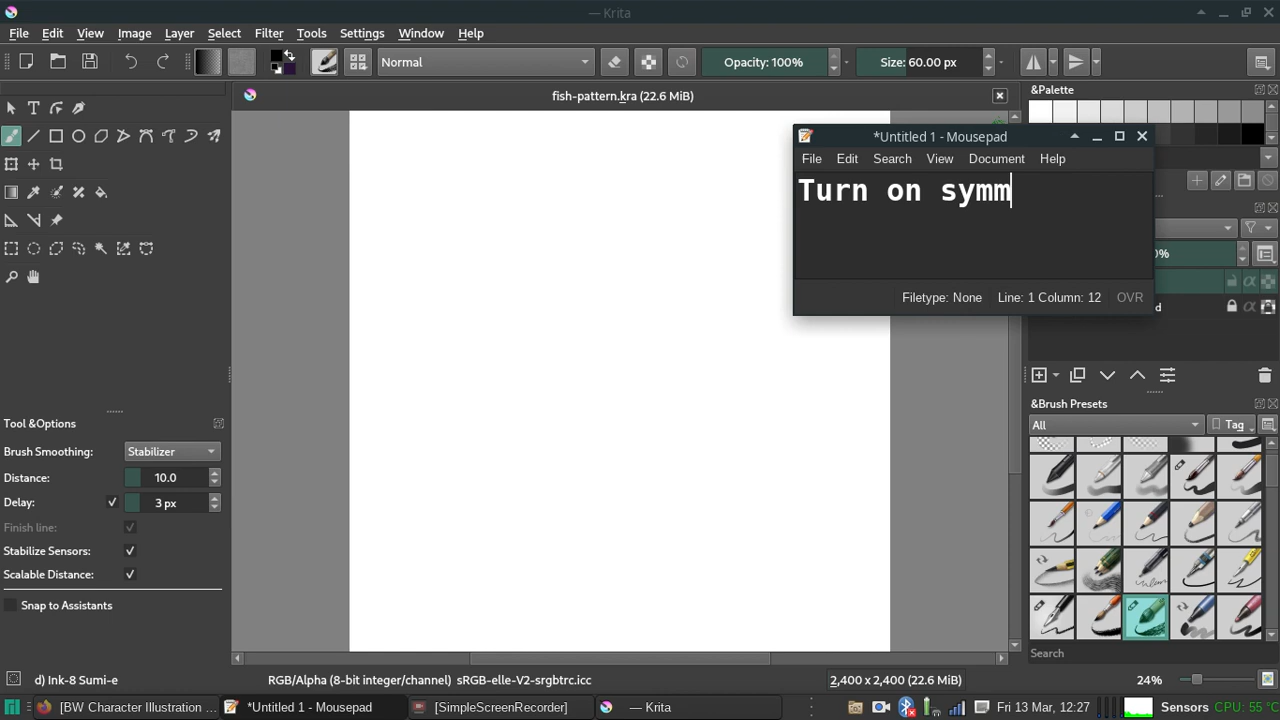 — Krita
File Edit View Image Layer Select Filter Tools Settings Window Help
Normal Opacity: 100% Size: 60.00 px
fish-pattern.kra (22.6 MiB)
&Palette
*Untitled 1 - Mousepad
File Edit Search View Document Help
Turn on symm
0%
Filetype: None Line: 1 Column: 12 OVR
d
Tool &Options
Brush Smoothing: Stabilizer
Distance: 10.0
Delay: 3 px
Finish line:
Stabilize Sensors:
Scalable Distance:
Snap to Assistants
&Brush Presets
All Tag
Search
d) Ink-8 Sumi-e RGB/Alpha (8-bit integer/channel) sRGB-elle-V2-srgbtrc.icc 2,400 x 2,400 (22.6 MiB) 24%
[BW Character Illustration ... *Untitled 1 - Mousepad [SimpleScreenRecorder] — Krita Fri 13 Mar, 12:27 Sensors CPU: 55 °C